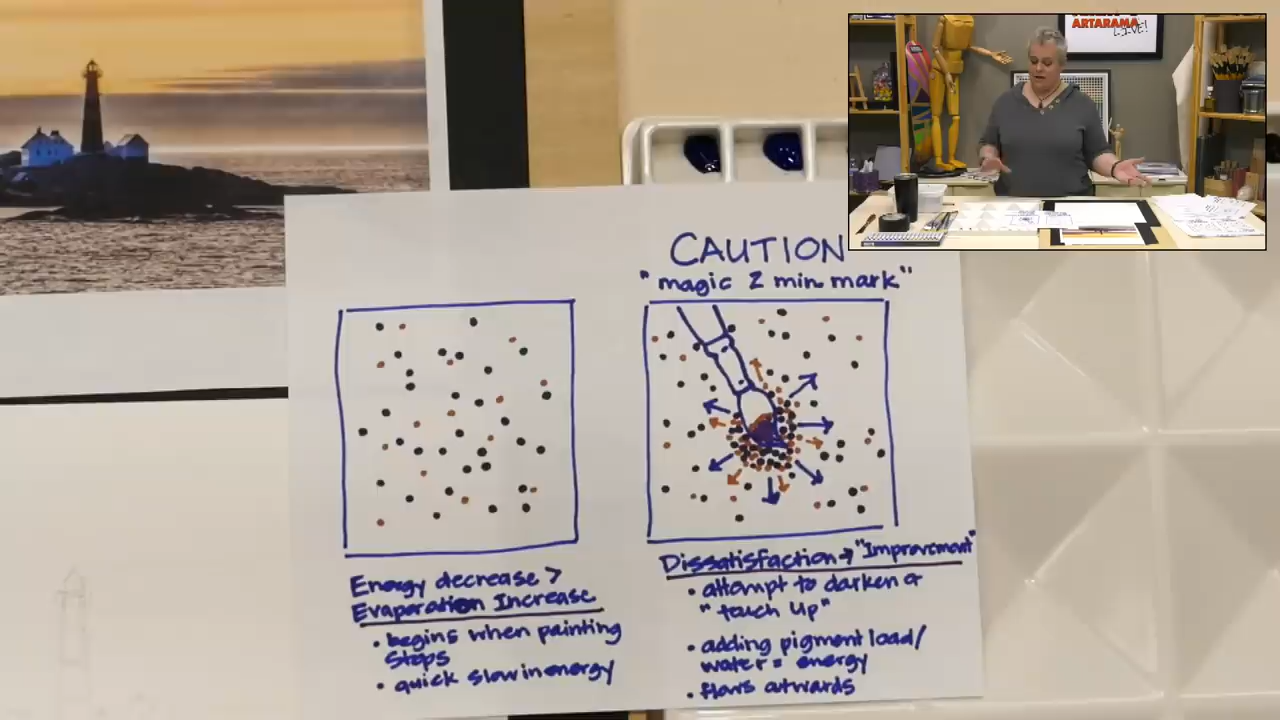 ARTARAMA
LIVE!
CAUTION
"magic 2 min mark"
Energy decrease >
Evaporation Increase
• begins when painting
stops
• quick slow in energy
Dissatisfaction → "Improvement"
• attempt to darken or
"touch up"
• adding pigment load/
water = energy
• flows outwards